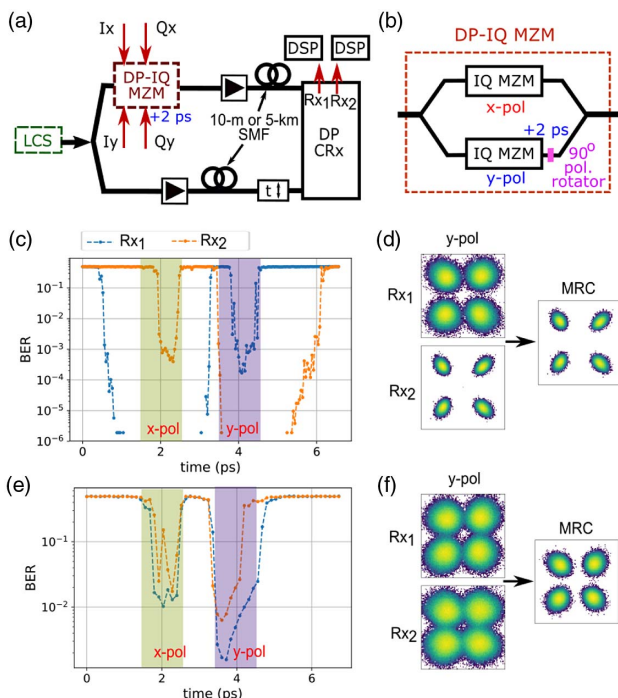 (a)
Ix
Qx
DP-IQ
MZM
+2 ps
Iy
Qy
LCS
10-m or 5-km
SMF
t
DSP
DSP
Rx1
Rx2
DP
CRx
(b)
DP-IQ MZM
IQ MZM
x-pol
+2 ps
IQ MZM
y-pol
90o
pol.
rotator
(c)
Rx1
Rx2
BER
10−1
10−2
10−3
10−4
10−5
10−6
x-pol
y-pol
0
2
4
6
time (ps)
(d)
y-pol
Rx1
Rx2
MRC
(e)
BER
10−1
10−2
x-pol
y-pol
0
2
4
6
time (ps)
(f)
y-pol
Rx1
Rx2
MRC